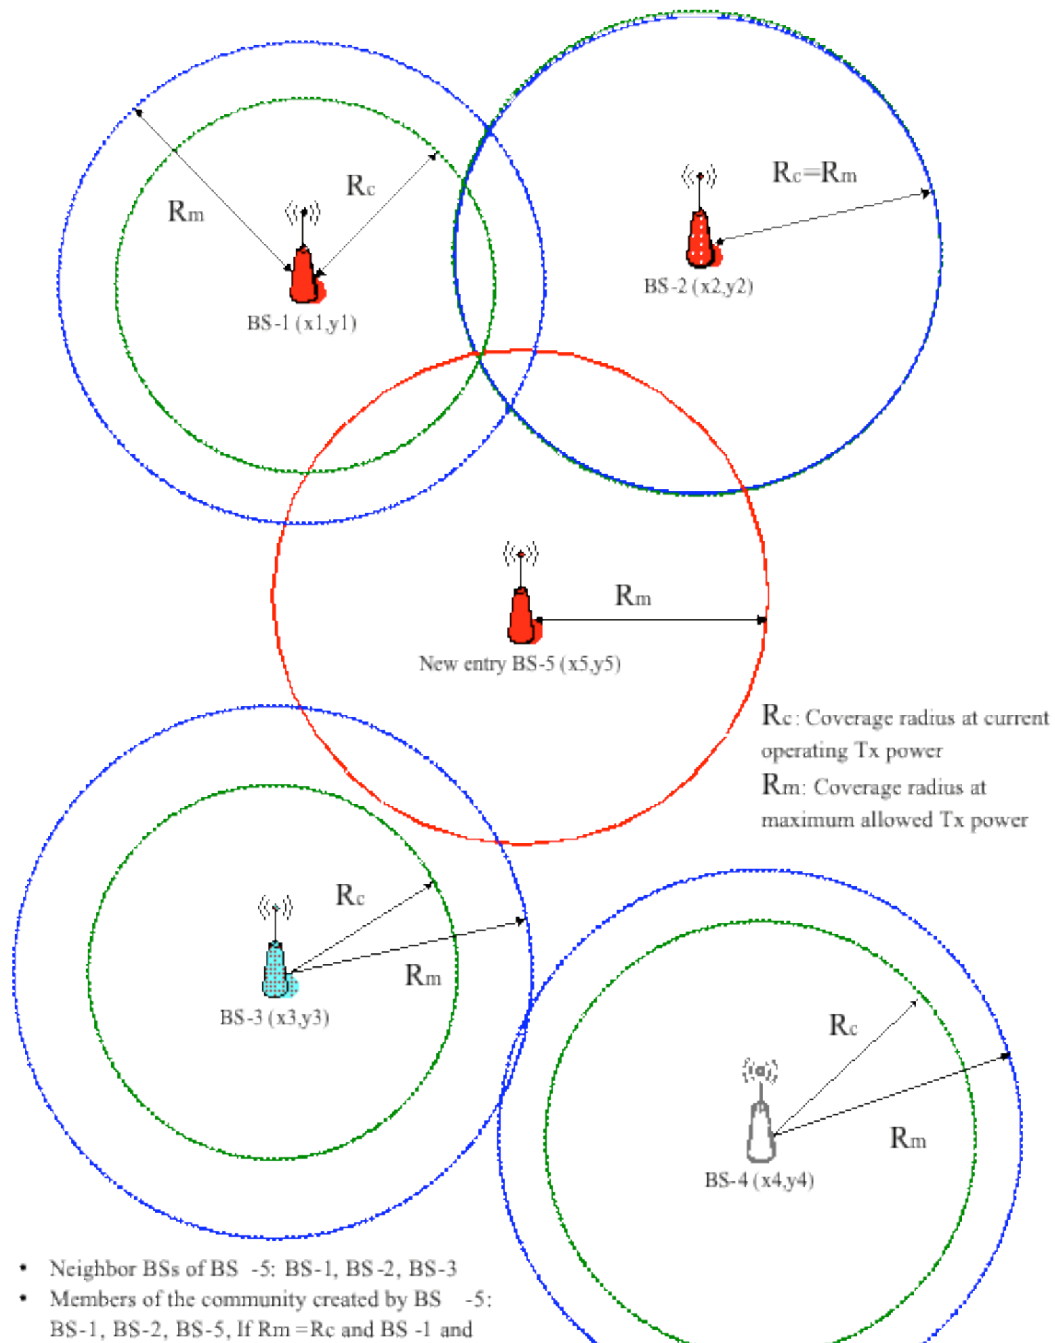 Rm
Rc
Rc=Rm
BS-1 (x1,y1)
BS-2 (x2,y2)
Rm
New entry BS-5 (x5,y5)
Rc: Coverage radius at current
operating Tx power
Rm: Coverage radius at
maximum allowed Tx power
Rc
Rm
BS-3 (x3,y3)
Rc
Rm
BS-4 (x4,y4)
• Neighbor BSs of BS -5: BS-1, BS-2, BS-3
• Members of the community created by BS -5:
BS-1, BS-2, BS-5, If Rm =Rc and BS -1 and